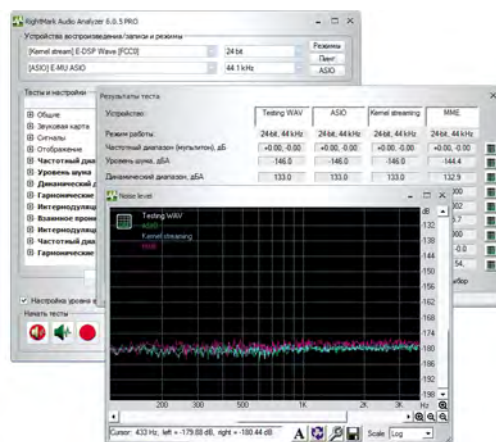 RightMark Audio Analyzer 6.0.5 PRO
Устройства воспроизведения/записи и режимы
[Kernel stream] E-DSP Wave [FCC0]
24 bit
Режимы
[ASIO] E-MU ASIO
44.1 kHz
ASIO
Тесты и настройки
Общие
Звуковая карта
Сигналы
Отображение
Частотный диа
Уровень шума
Динамический д
Гармонические
Интермодуляц
Взаимное прони
Интермодуляц
Частотный диа
Гармонические
Настройка уровня в
Начать тесты
Результаты теста
Устройство
Testing WAV
ASIO
Kernel streaming
MME
Режим работы
24-bit, 44 kHz
24-bit, 44 kHz
24-bit, 44 kHz
24-bit, 44 kHz
Частотный диапазон (мультитон), дБ
+0.00, -0.00
+0.00, -0.00
+0.00, -0.00
+0.00, -0.00
Уровень шума, дБА
-146.0
-146.0
-146.0
-144.4
Динамический диапазон, дБА
133.0
133.0
133.0
132.9
Noise level
Testing WAV
ASIO
Kernel streaming
MME
dB
-132
-138
-144
-150
-156
-162
-168
-174
-180
-186
-192
-198
200
300
500
1K
2K
3K
Hz
Cursor: 433 Hz, left = -179.88 dB, right = -180.44 dB
A
Scale
Log